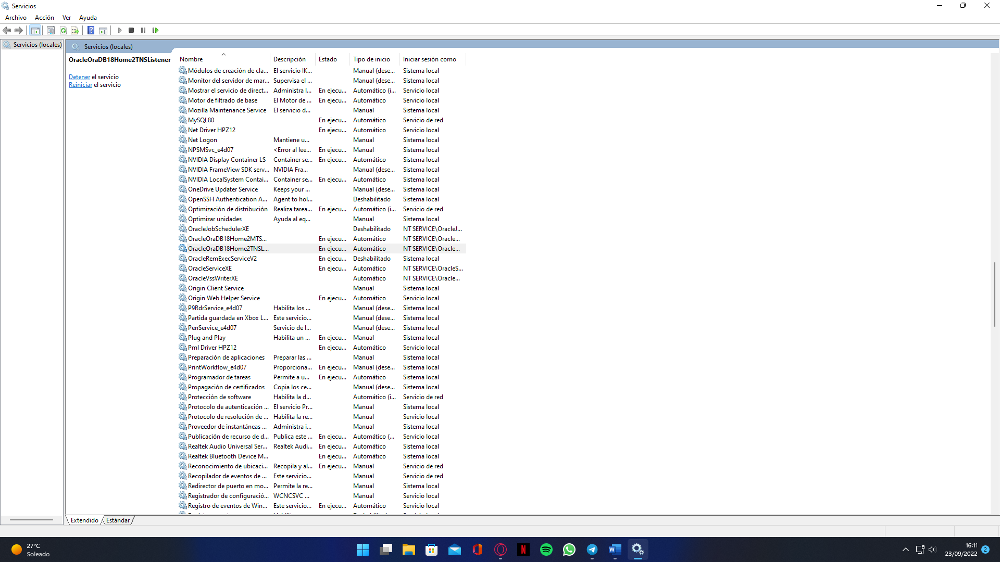 Servicios
Archivo Acción Ver Ayuda
Servicios (locales)
Servicios (locales)
OracleOraDB18Home2TNSListener
Detener el servicio
Reiniciar el servicio
Nombre Descripción Estado Tipo de inicio Iniciar sesión como
Módulos de creación de cla... El servicio IK... Manual (dese... Sistema local
Monitor del servidor de mar... Supervisa el ... Manual (dese... Sistema local
Mostrar el servicio de direct... Administra l... En ejecu... Automático (i... Servicio local
Motor de filtrado de base El Motor de ... En ejecu... Automático Servicio local
Mozilla Maintenance Service El servicio d... Manual Sistema local
MySQL80 En ejecu... Automático Servicio de red
Net Driver HPZ12 En ejecu... Automático Servicio local
Net Logon Mantiene u... Manual Sistema local
NPSMSvc_e4d07 <Error al lee... En ejecu... Manual Sistema local
NVIDIA Display Container LS Container se... En ejecu... Automático Sistema local
NVIDIA FrameView SDK serv... NVIDIA Fra... Manual (dese... Sistema local
NVIDIA LocalSystem Contai... Container se... En ejecu... Automático Sistema local
OneDrive Updater Service Keeps your ... Manual (dese... Sistema local
OpenSSH Authentication A... Agent to hol... Deshabilitado Sistema local
Optimización de distribución Realiza tarea... En ejecu... Automático (i... Servicio de red
Optimizar unidades Ayuda al eq... Manual Sistema local
OracleJobSchedulerXE Deshabilitado NT SERVICE\OracleJ...
OracleOraDB18Home2MTS... En ejecu... Automático NT SERVICE\Oracle...
OracleOraDB18Home2TNSL... En ejecu... Automático NT SERVICE\Oracle...
OracleRemExecServiceV2 En ejecu... Deshabilitado Sistema local
OracleServiceXE En ejecu... Automático NT SERVICE\OracleS...
OracleVssWriterXE Automático NT SERVICE\Oracle...
Origin Client Service Manual Sistema local
Origin Web Helper Service En ejecu... Automático Servicio local
P9RdrService_e4d07 Habilita los ... Manual (dese... Sistema local
Partida guardada en Xbox L... Este servicio... Manual (dese... Sistema local
PenService_e4d07 Servicio de l... Manual (dese... Sistema local
Plug and Play Habilita un ... En ejecu... Manual Sistema local
Pml Driver HPZ12 En ejecu... Automático Servicio local
Preparación de aplicaciones Preparar las ... Manual Sistema local
PrintWorkflow_e4d07 Proporciona... En ejecu... Manual (dese... Sistema local
Programador de tareas Permite a u... En ejecu... Automático Sistema local
Propagación de certificados Copia los ce... Manual (dese... Sistema local
Protección de software Habilita la d... Automático (i... Servicio de red
Protocolo de autenticación ... El servicio Pr... Manual Sistema local
Protocolo de resolución de ... Habilita la re... Manual Servicio local
Proveedor de instantáneas ... Administra i... Manual Sistema local
Publicación de recurso de d... Publica este ... En ejecu... Automático (... Servicio local
Realtek Audio Universal Ser... Realtek Audi... En ejecu... Automático Sistema local
Realtek Bluetooth Device M... En ejecu... Automático Sistema local
Reconocimiento de ubicaci... Recopila y al... En ejecu... Manual Servicio de red
Recopilador de eventos de ... Este servicio... Manual Servicio de red
Redirector de puerto en mo... Permite la re... Manual Sistema local
Registrador de configuració... WCNCSVC ... Manual Servicio local
Registro de eventos de Win... Este servicio... En ejecu... Automático Servicio local
Extendido Estándar
27°C
Soleado
16:11
23/09/2022
2